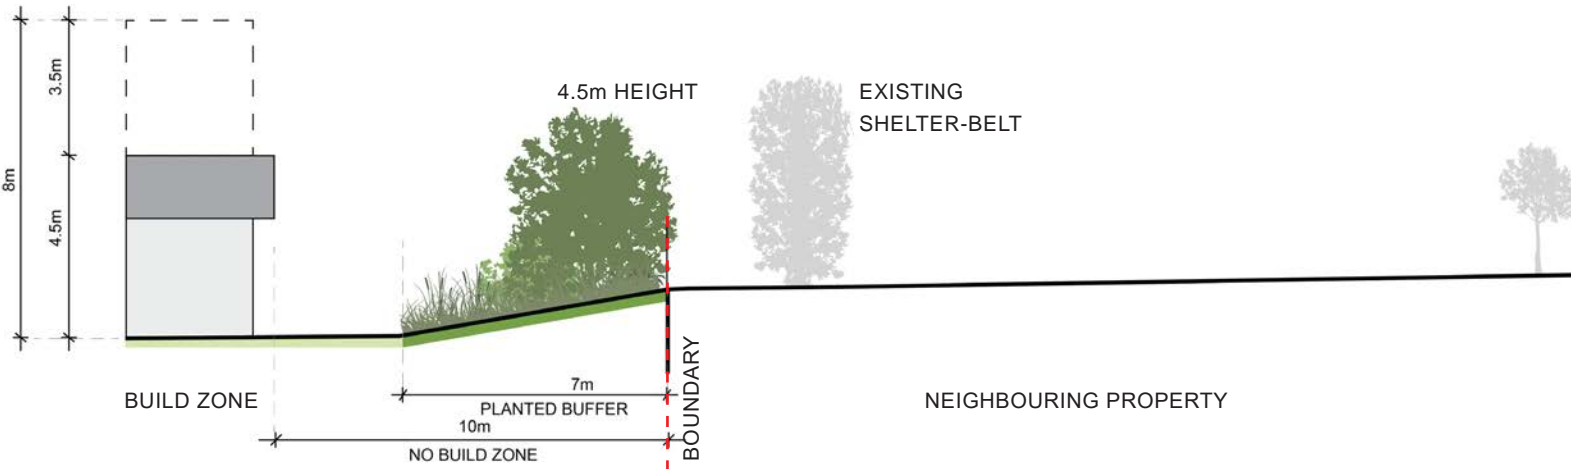 3.5m
8m
4.5m
4.5m HEIGHT
EXISTING
SHELTER-BELT
BUILD ZONE
7m
PLANTED BUFFER
10m
NO BUILD ZONE
BOUNDARY
NEIGHBOURING PROPERTY